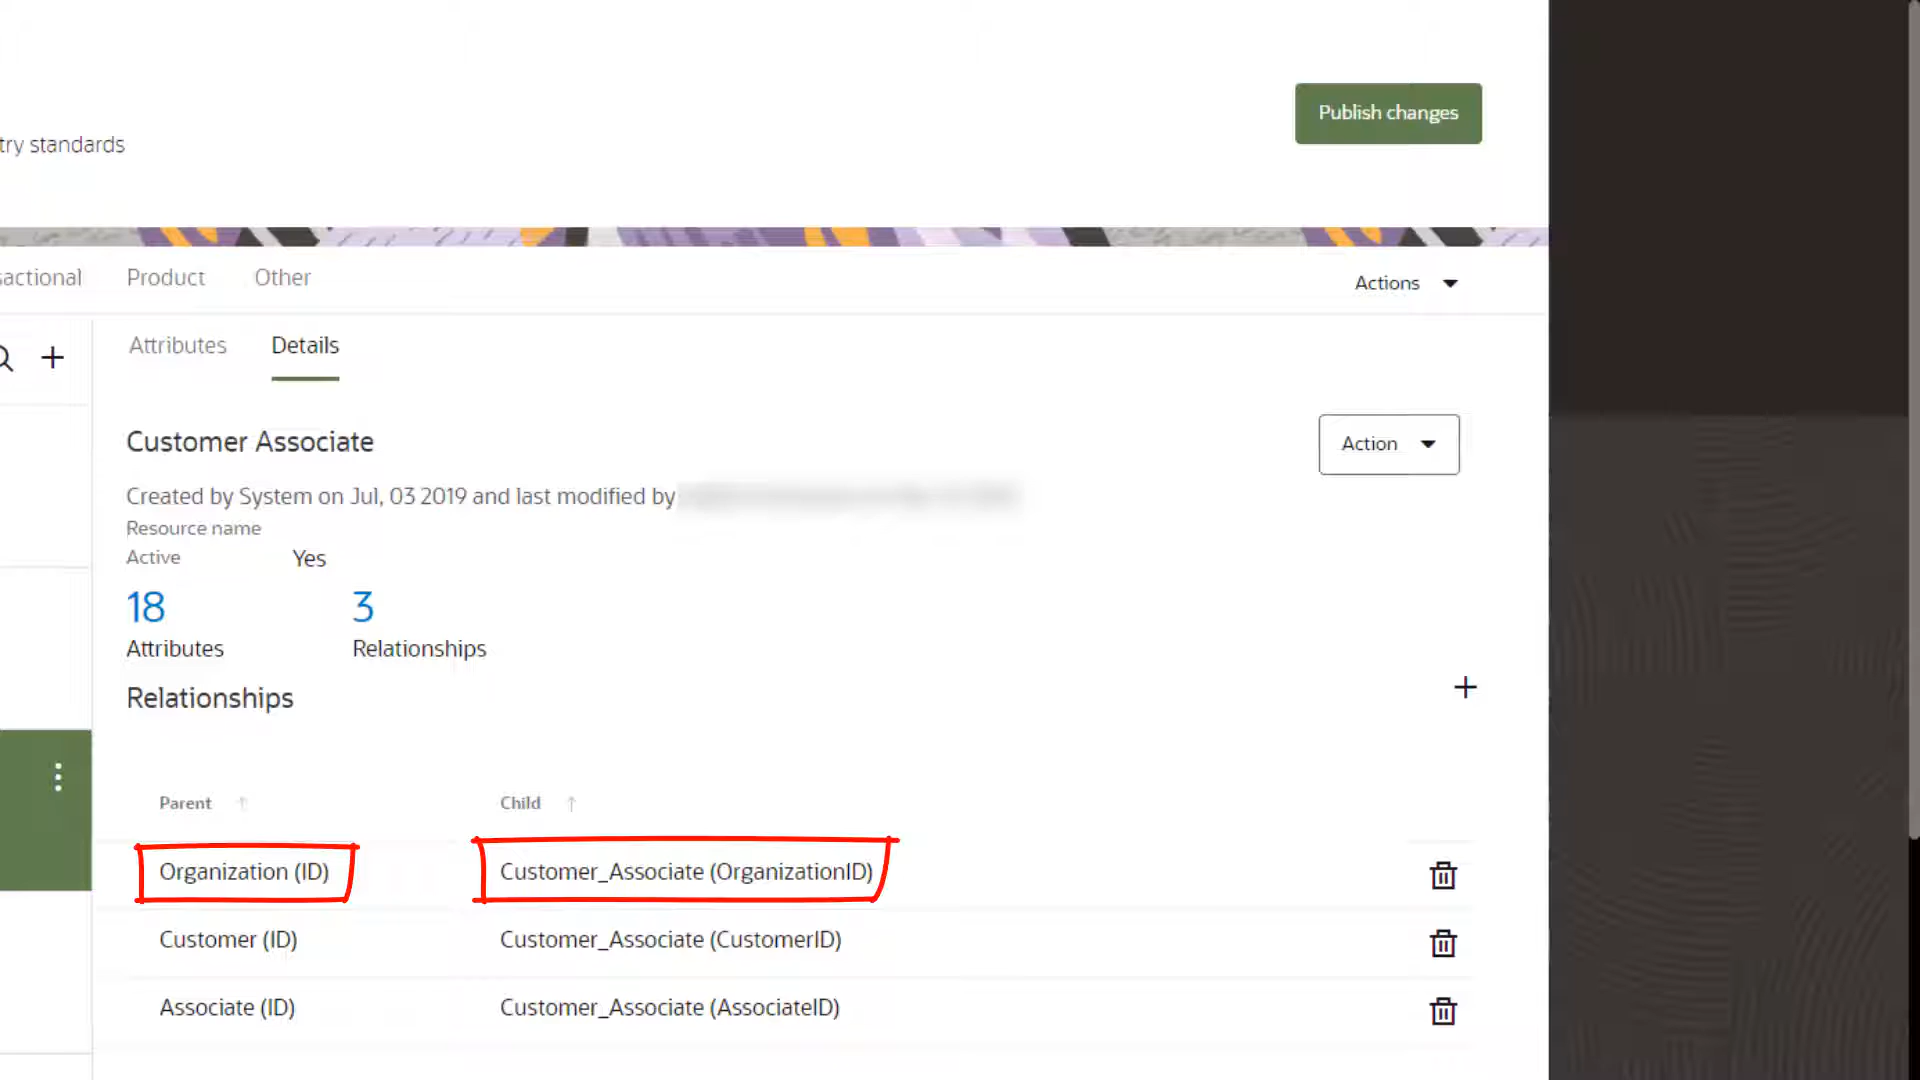 Publish changes
try standards
sactional Product Other Actions
Attributes Details
Customer Associate
Action
Created by System on Jul, 03 2019 and last modified by
Resource name
Active Yes
18 3
Attributes Relationships
Relationships
Parent Child
Organization (ID) Customer_Associate (OrganizationID)
Customer (ID) Customer_Associate (CustomerID)
Associate (ID) Customer_Associate (AssociateID)